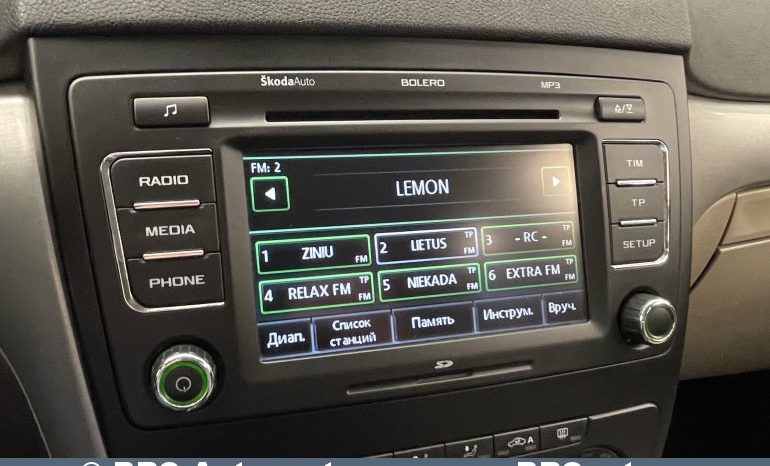 ŠkodaAuto BOLERO MP3
RADIO
MEDIA
PHONE
FM: 2
LEMON
1 ZINIU FM
2 LIETUS TP FM
3 - RC - TP FM
4 RELAX FM TP FM
5 NIEKADA TP FM
6 EXTRA FM TP FM
Диап. Список станций Память Инструм. Вруч.
TIM
TP
SETUP
SD
A